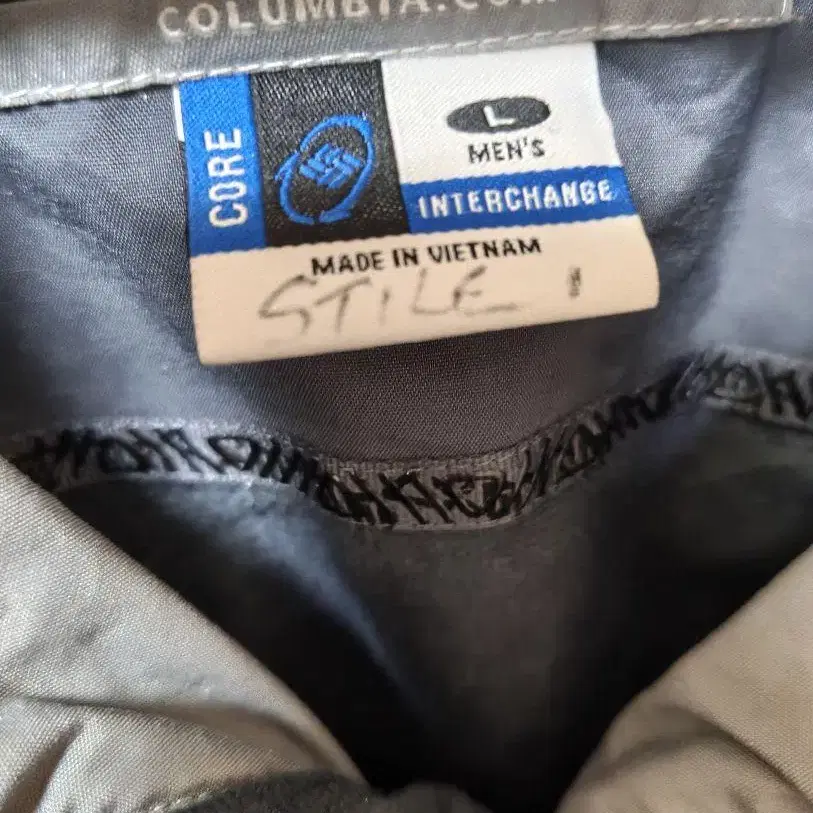 COLUMBIA.COM
CORE
L
MEN'S
INTERCHANGE
MADE IN VIETNAM
STILE